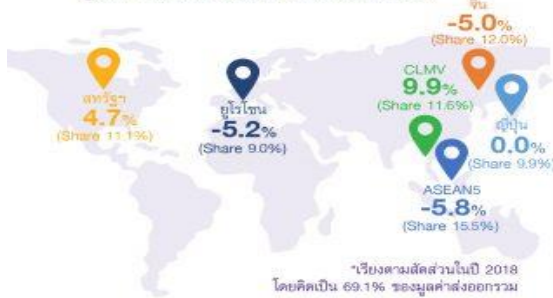 จีน
-5.0%
(Share 12.0%)
สหรัฐฯ
4.7%
(Share 11.1%)
ยูโรโซน
-5.2%
(Share 9.0%)
CLMV
9.9%
(Share 11.6%)
ญี่ปุ่น
0.0%
(Share 9.9%)
ASEAN5
-5.8%
(Share 15.5%)
*เรียงตามสัดส่วนในปี 2018
โดยคิดเป็น 69.1% ของมูลค่าส่งออกรวม